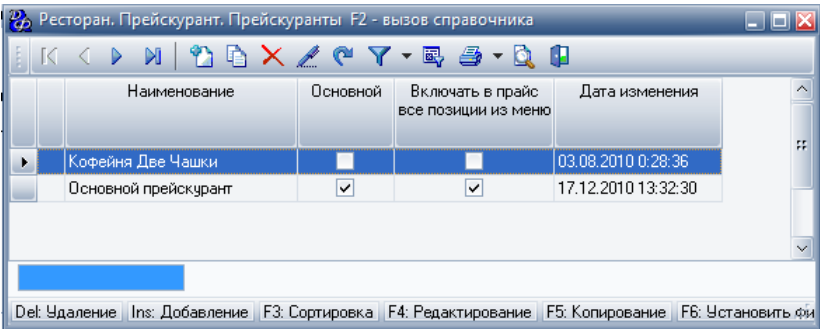 Ресторан. Прейскурант. Прейскуранты F2 - вызов справочника
Наименование Основной Включать в прайс все позиции из меню Дата изменения
Кофейня Две Чашки 03.08.2010 0:28:36
Основной прейскурант 17.12.2010 13:32:30
Del: Удаление Ins: Добавление F3: Сортировка F4: Редактирование F5: Копирование F6: Установить фи